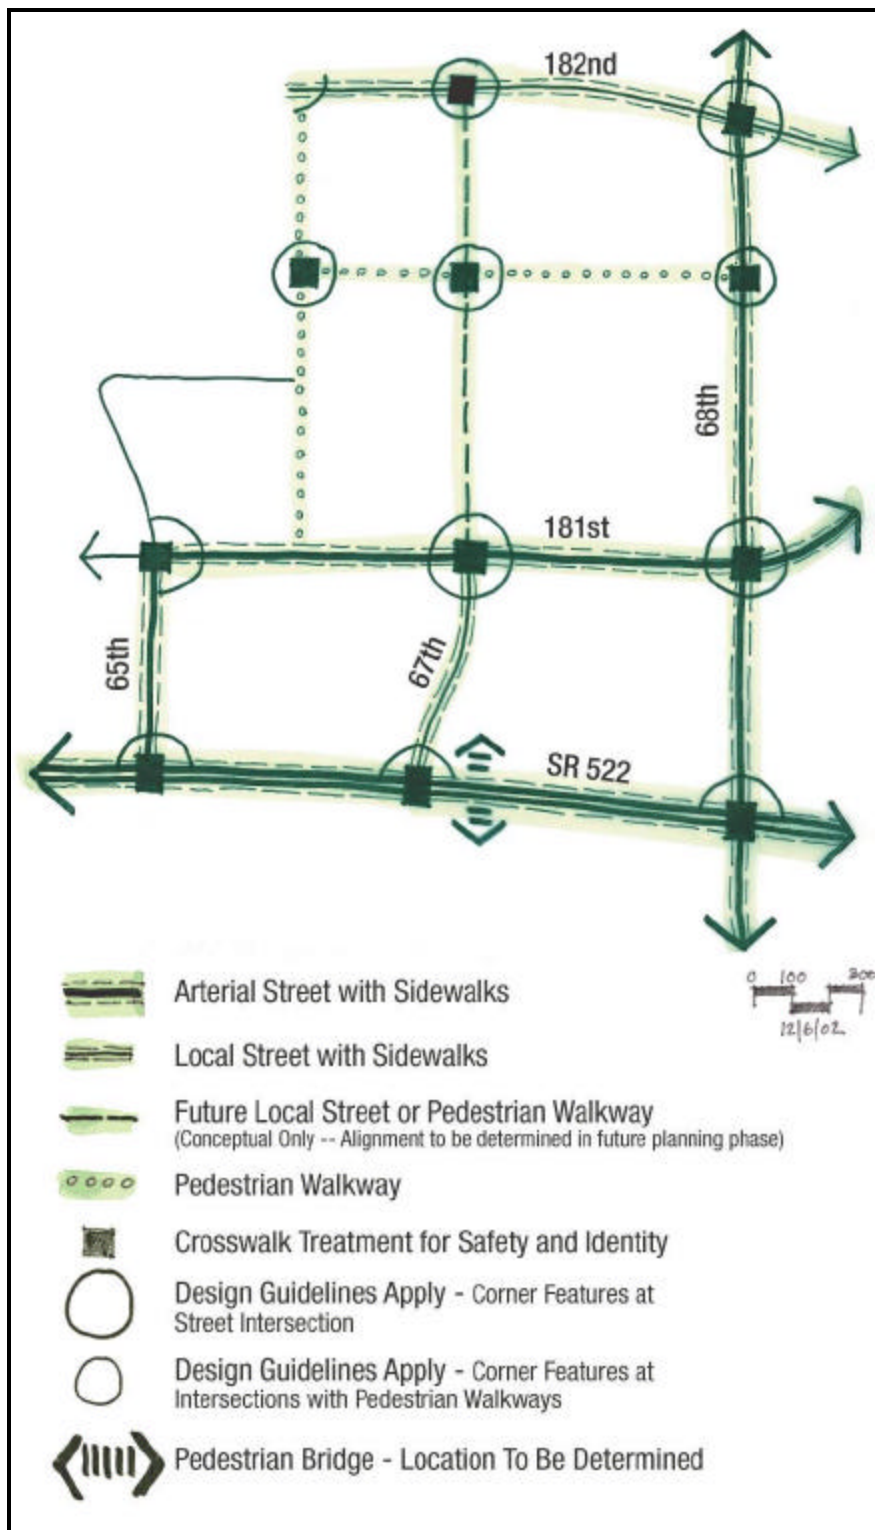 182nd
68th
181st
65th
67th
SR 522
0 100 300
12/6/02
Arterial Street with Sidewalks
Local Street with Sidewalks
Future Local Street or Pedestrian Walkway
(Conceptual Only -- Alignment to be determined in future planning phase)
Pedestrian Walkway
Crosswalk Treatment for Safety and Identity
Design Guidelines Apply - Corner Features at
Street Intersection
Design Guidelines Apply - Corner Features at
Intersections with Pedestrian Walkways
Pedestrian Bridge - Location To Be Determined